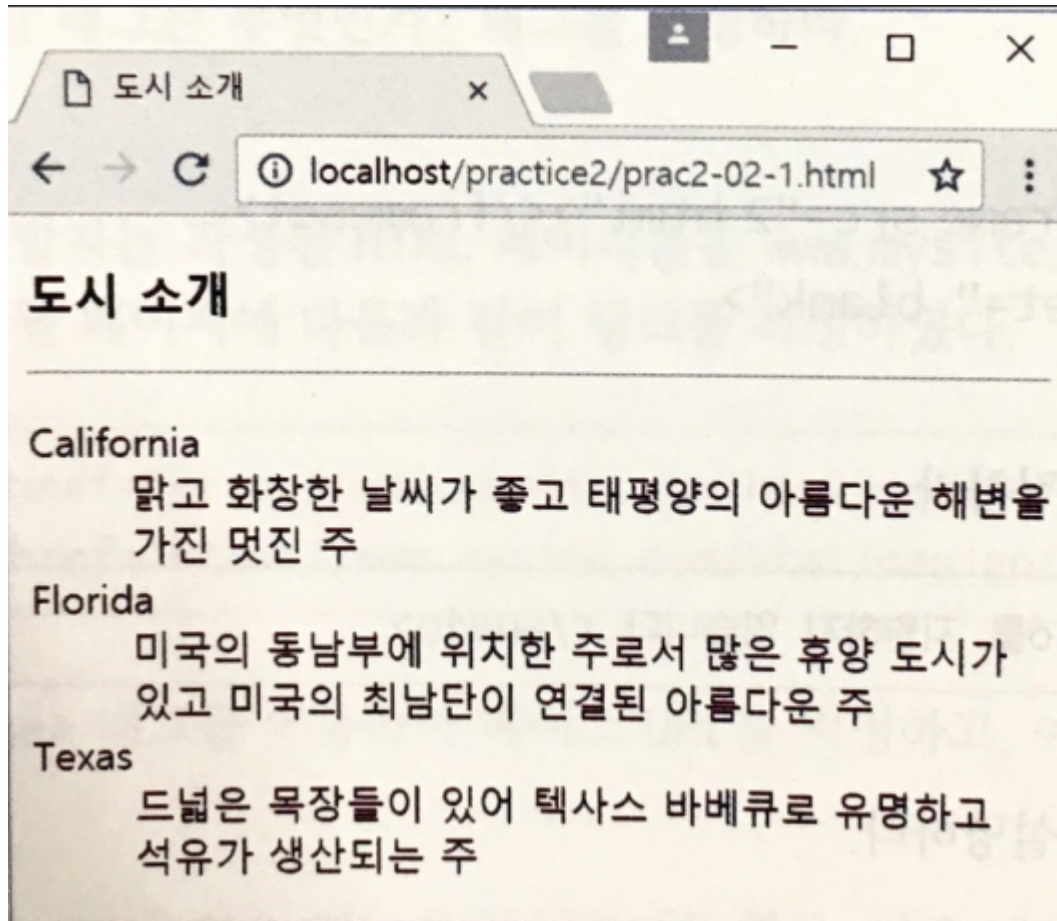 도시 소개
localhost/practice2/prac2-02-1.html
도시 소개
California
맑고 화창한 날씨가 좋고 태평양의 아름다운 해변을
가진 멋진 주
Florida
미국의 동남부에 위치한 주로서 많은 휴양 도시가
있고 미국의 최남단이 연결된 아름다운 주
Texas
드넓은 목장들이 있어 텍사스 바베큐로 유명하고
석유가 생산되는 주